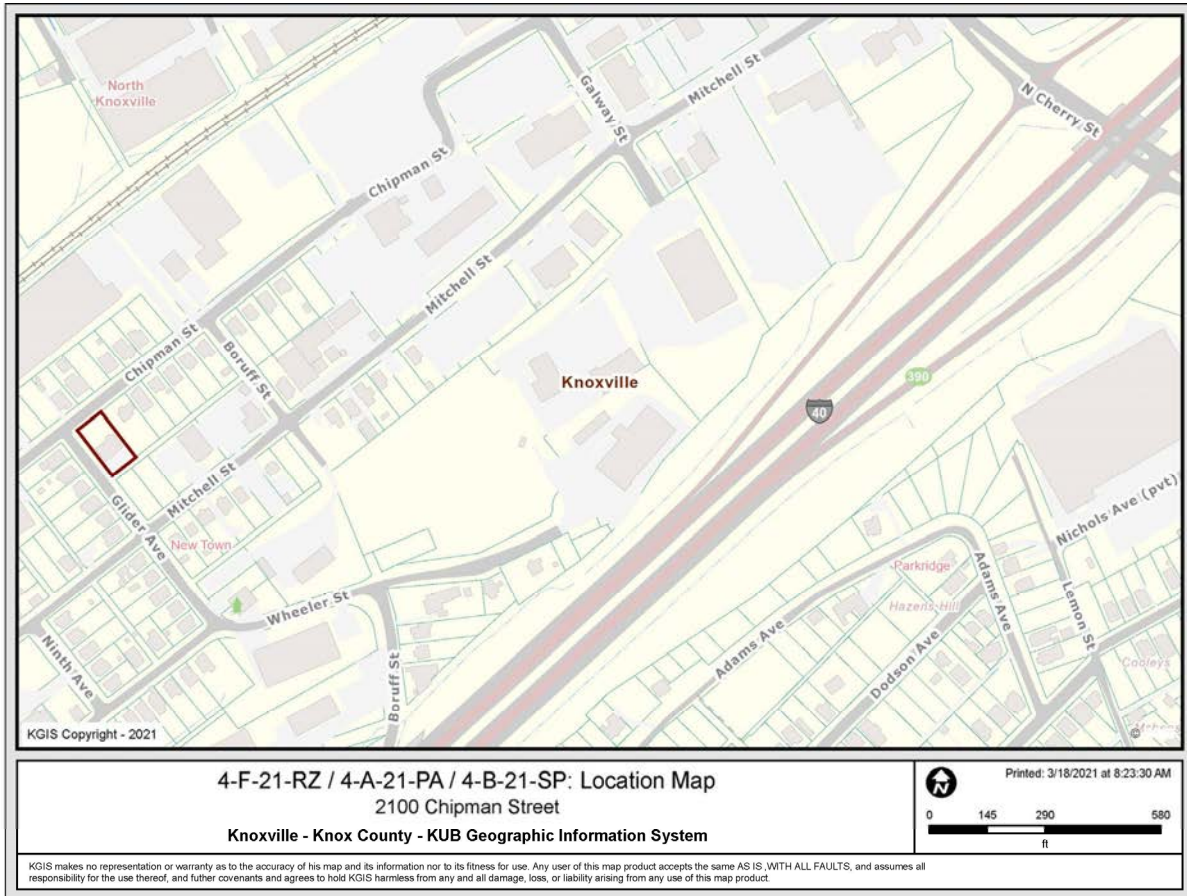 North
Knoxville
Galway St
Mitchell St
N Cherry St
Chipman St
Mitchell St
Chipman St
Boruff St
Knoxville
390
40
Mitchell St
Glider Ave
New Town
Nichols Ave (pvt)
Parkridge
Adams Ave
Hazens Hill
Lemon St
Wheeler St
Ninth Ave
Adams Ave
Dodson Ave
Cooleys
Boruff St
KGIS Copyright - 2021
©
4-F-21-RZ / 4-A-21-PA / 4-B-21-SP: Location Map
2100 Chipman Street
Knoxville - Knox County - KUB Geographic Information System
N
Printed: 3/18/2021 at 8:23:30 AM
0 145 290 580
ft
KGIS makes no representation or warranty as to the accuracy of his map and its information nor to its fitness for use. Any user of this map product accepts the same AS IS ,WITH ALL FAULTS, and assumes all
responsibility for the use thereof, and futher covenants and agrees to hold KGIS harmless from any and all damage, loss, or liability arising from any use of this map product.